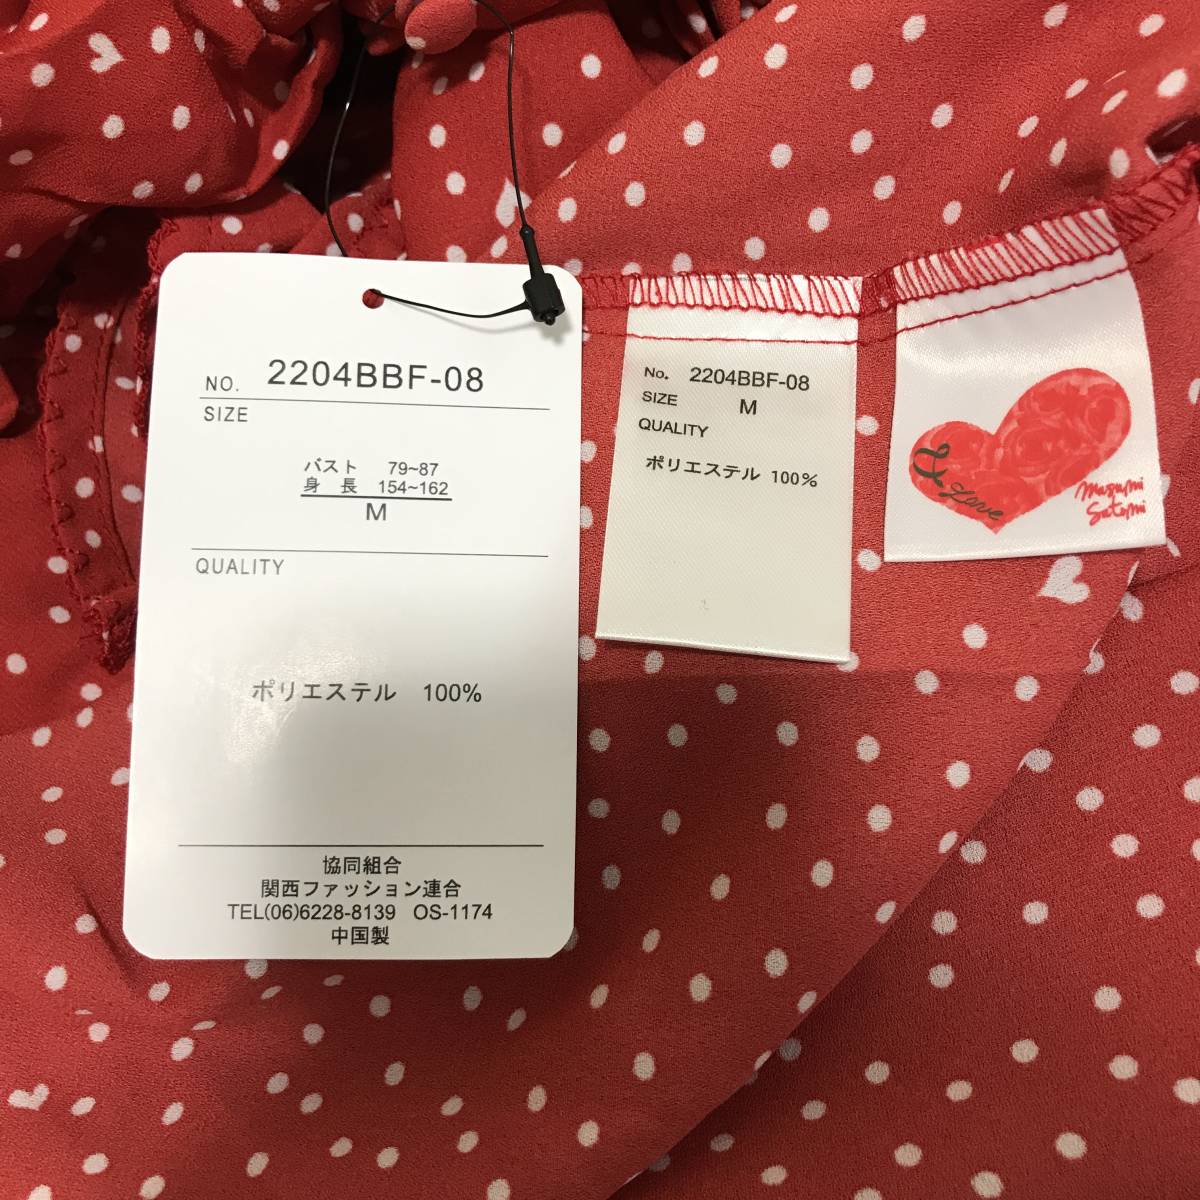 NO. 2204BBF-08
SIZE
バスト 79~87
身 長 154~162
M
QUALITY
ポリエステル 100%
協同組合
関西ファッション連合
TEL(06)6228-8139 OS-1174
中国製
No. 2204BBF-08
SIZE M
QUALITY
ポリエステル 100%
Love
Masumi
Satomi